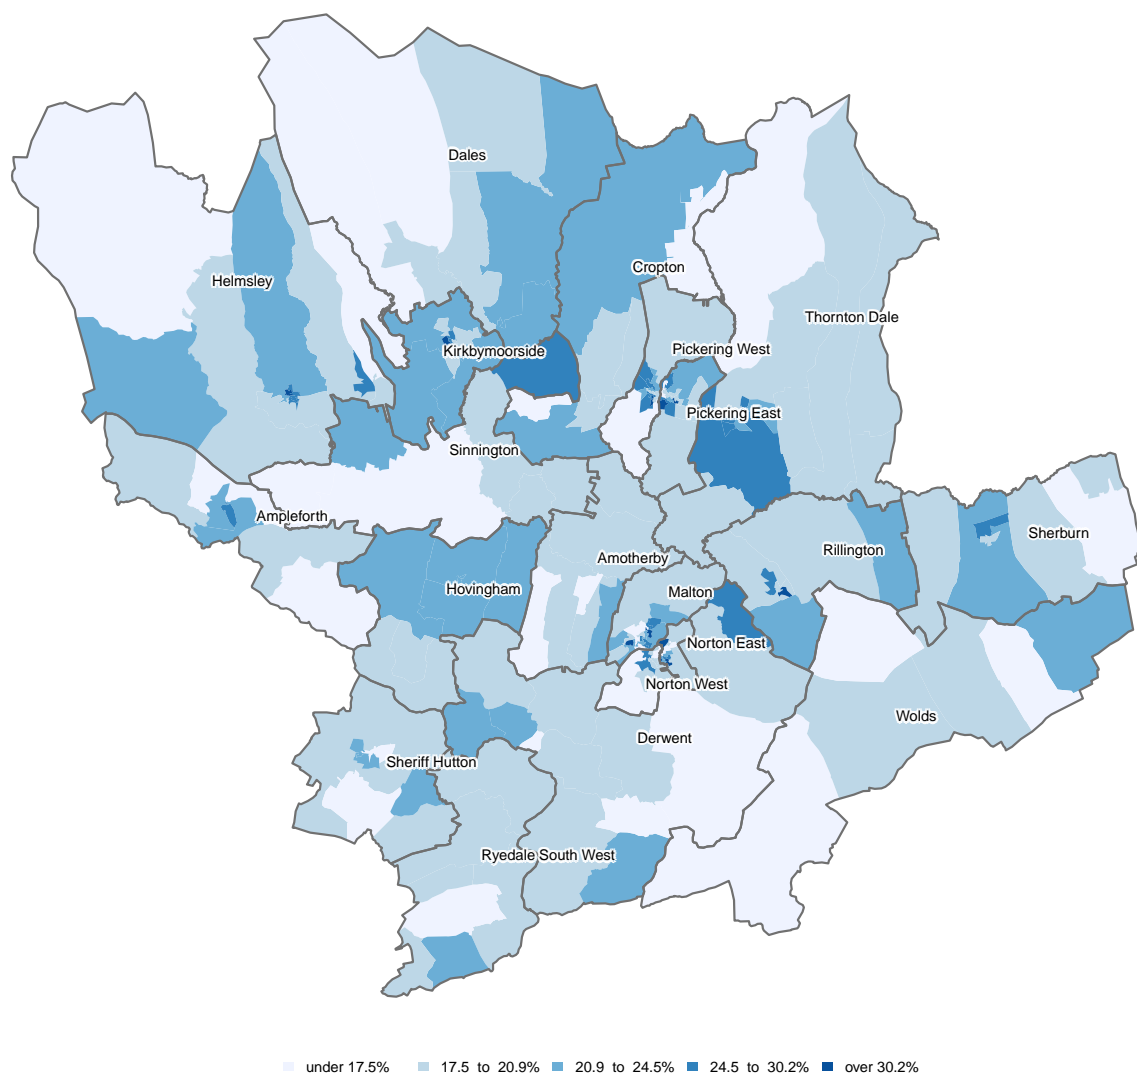 Dales
Cropton
Helmsley
Thornton Dale
Kirkbymoorside
Pickering West
Pickering East
Sinnington
Ampleforth
Sherburn
Rillington
Amotherby
Hovingham
Malton
Norton East
Norton West
Wolds
Derwent
Sheriff Hutton
Ryedale South West
under 17.5% 17.5 to 20.9% 20.9 to 24.5% 24.5 to 30.2% over 30.2%